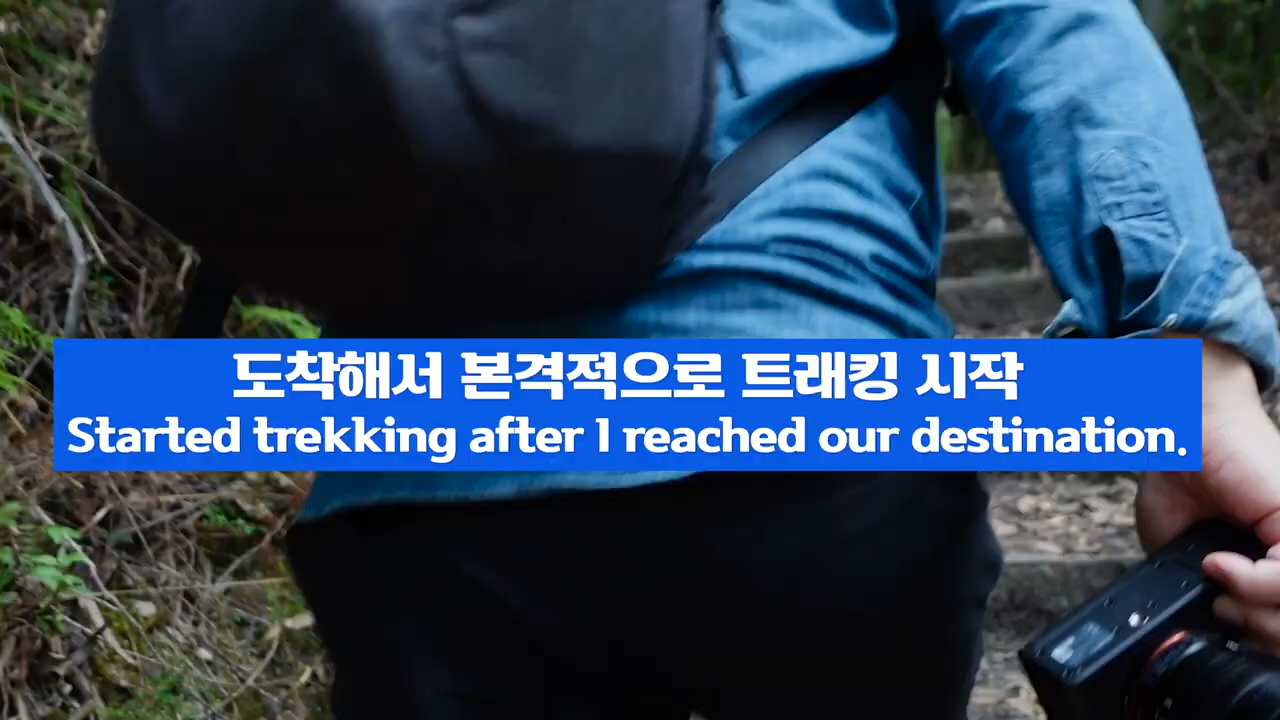 도착해서 본격적으로 트래킹 시작
Started trekking after I reached our destination.